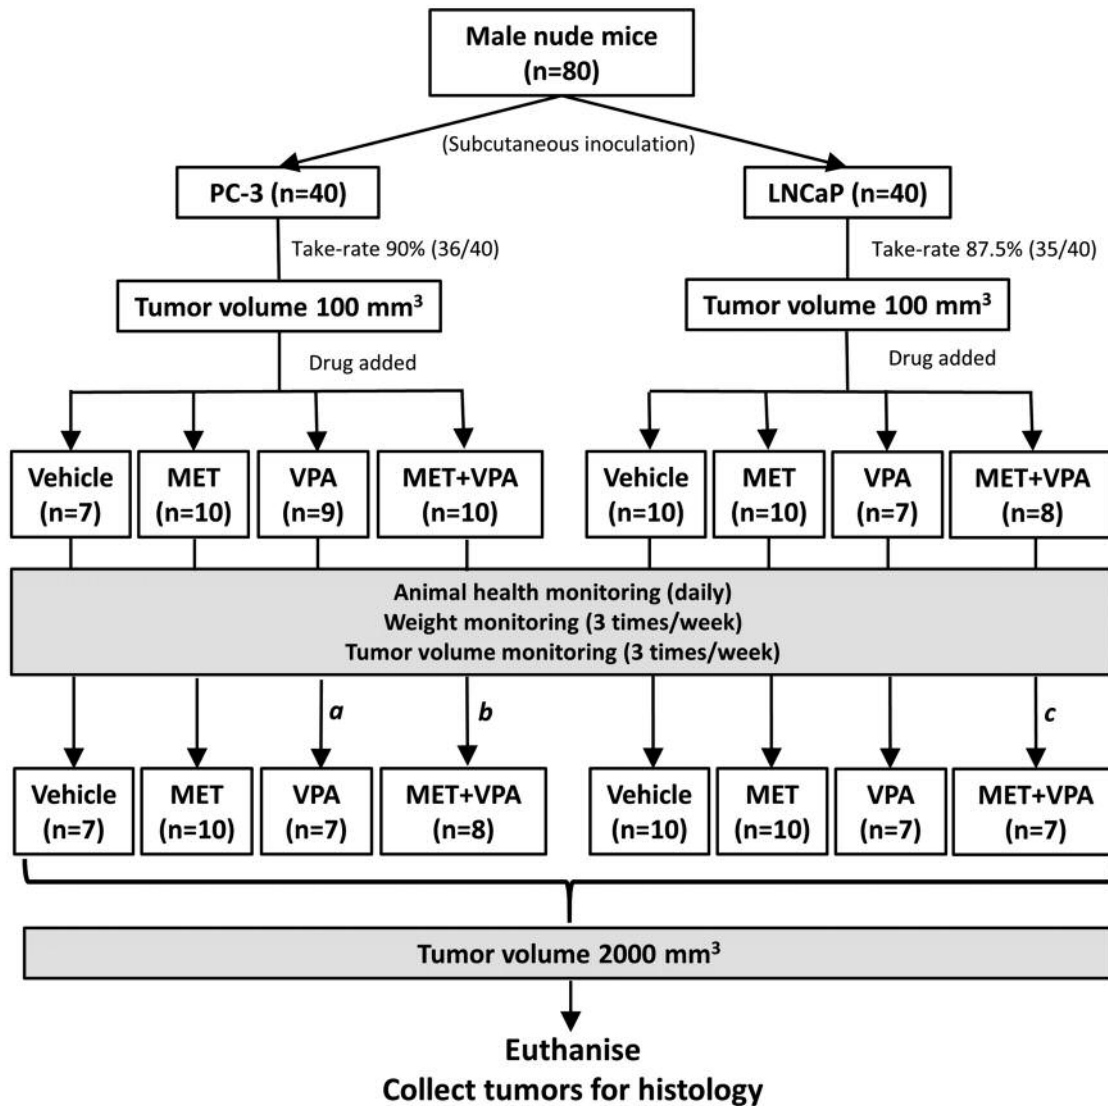 Male nude mice
(n=80)
(Subcutaneous inoculation)
PC-3 (n=40)
LNCaP (n=40)
Take-rate 90% (36/40)
Take-rate 87.5% (35/40)
Tumor volume 100 mm³
Tumor volume 100 mm³
Drug added
Drug added
Vehicle
(n=7)
MET
(n=10)
VPA
(n=9)
MET+VPA
(n=10)
Vehicle
(n=10)
MET
(n=10)
VPA
(n=7)
MET+VPA
(n=8)
Animal health monitoring (daily)
Weight monitoring (3 times/week)
Tumor volume monitoring (3 times/week)
a
b
c
Vehicle
(n=7)
MET
(n=10)
VPA
(n=7)
MET+VPA
(n=8)
Vehicle
(n=10)
MET
(n=10)
VPA
(n=7)
MET+VPA
(n=7)
Tumor volume 2000 mm³
Euthanise
Collect tumors for histology